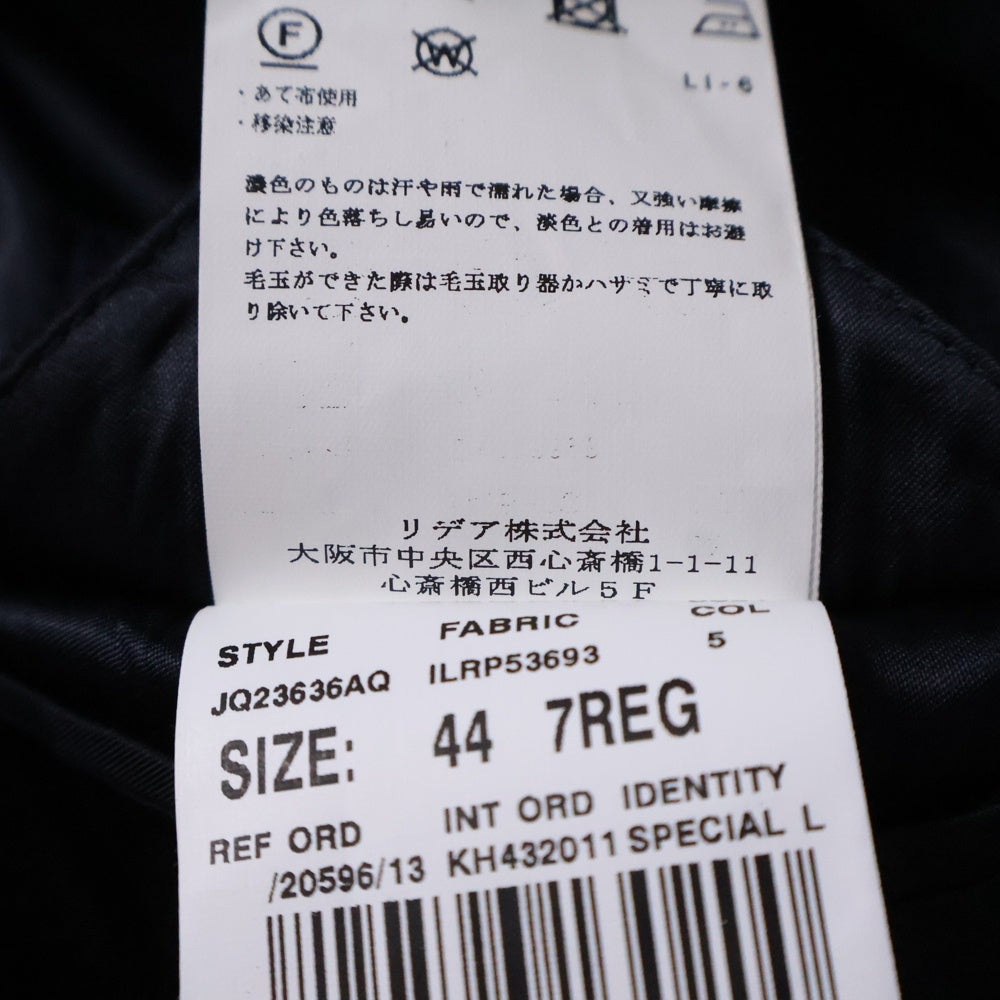 F
W
LI-6
・あて布使用
・移染注意
濃色のものは汗や雨で濡れた場合、又強い摩擦
により色落ちし易いので、淡色との着用はお避
け下さい。
毛玉ができた際は毛玉取り器かハサミで丁寧に取
り除いて下さい。
リデア株式会社
大阪市中央区西心斎橋1-1-11
心斎橋西ビル5F
STYLE FABRIC COL
JQ23636AQ ILRP53693 5
SIZE: 44 7REG
REF ORD INT ORD IDENTITY
/20596/13 KH432011 SPECIAL L